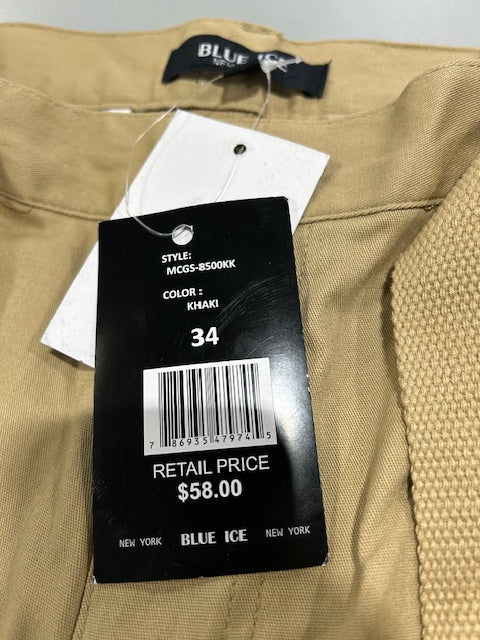 BLUE ICE
NEW
STYLE:
MCGS-8500KK
COLOR :
KHAKI
34
7 86935 47974 5
RETAIL PRICE
$58.00
NEW YORK BLUE ICE NEW YORK